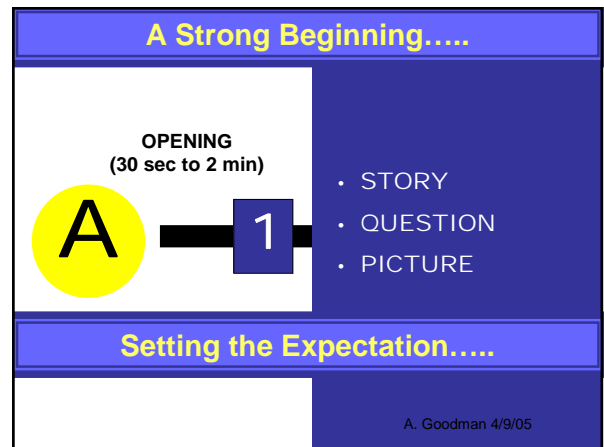 A Strong Beginning…..
OPENING
(30 sec to 2 min)
A
1
• STORY
• QUESTION
• PICTURE
Setting the Expectation…..
A. Goodman 4/9/05